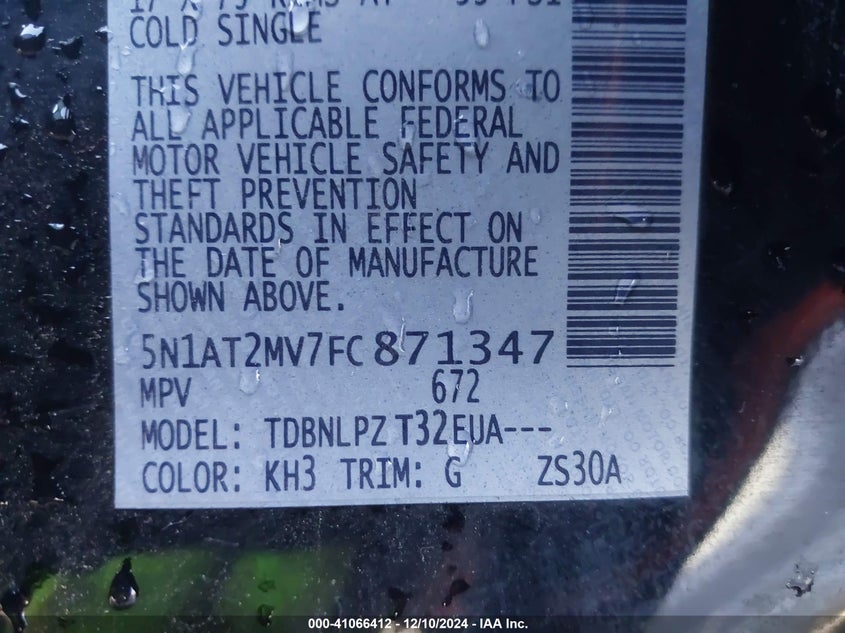 COLD SINGLE
THIS VEHICLE CONFORMS TO
ALL APPLICABLE FEDERAL
MOTOR VEHICLE SAFETY AND
THEFT PREVENTION
STANDARDS IN EFFECT ON
THE DATE OF MANUFACTURE
SHOWN ABOVE.
5N1AT2MV7FC871347
MPV 672
MODEL: TDBNLPZ T32EUA---
COLOR: KH3 TRIM: G ZS30A
000-41066412 - 12/10/2024 - IAA Inc.